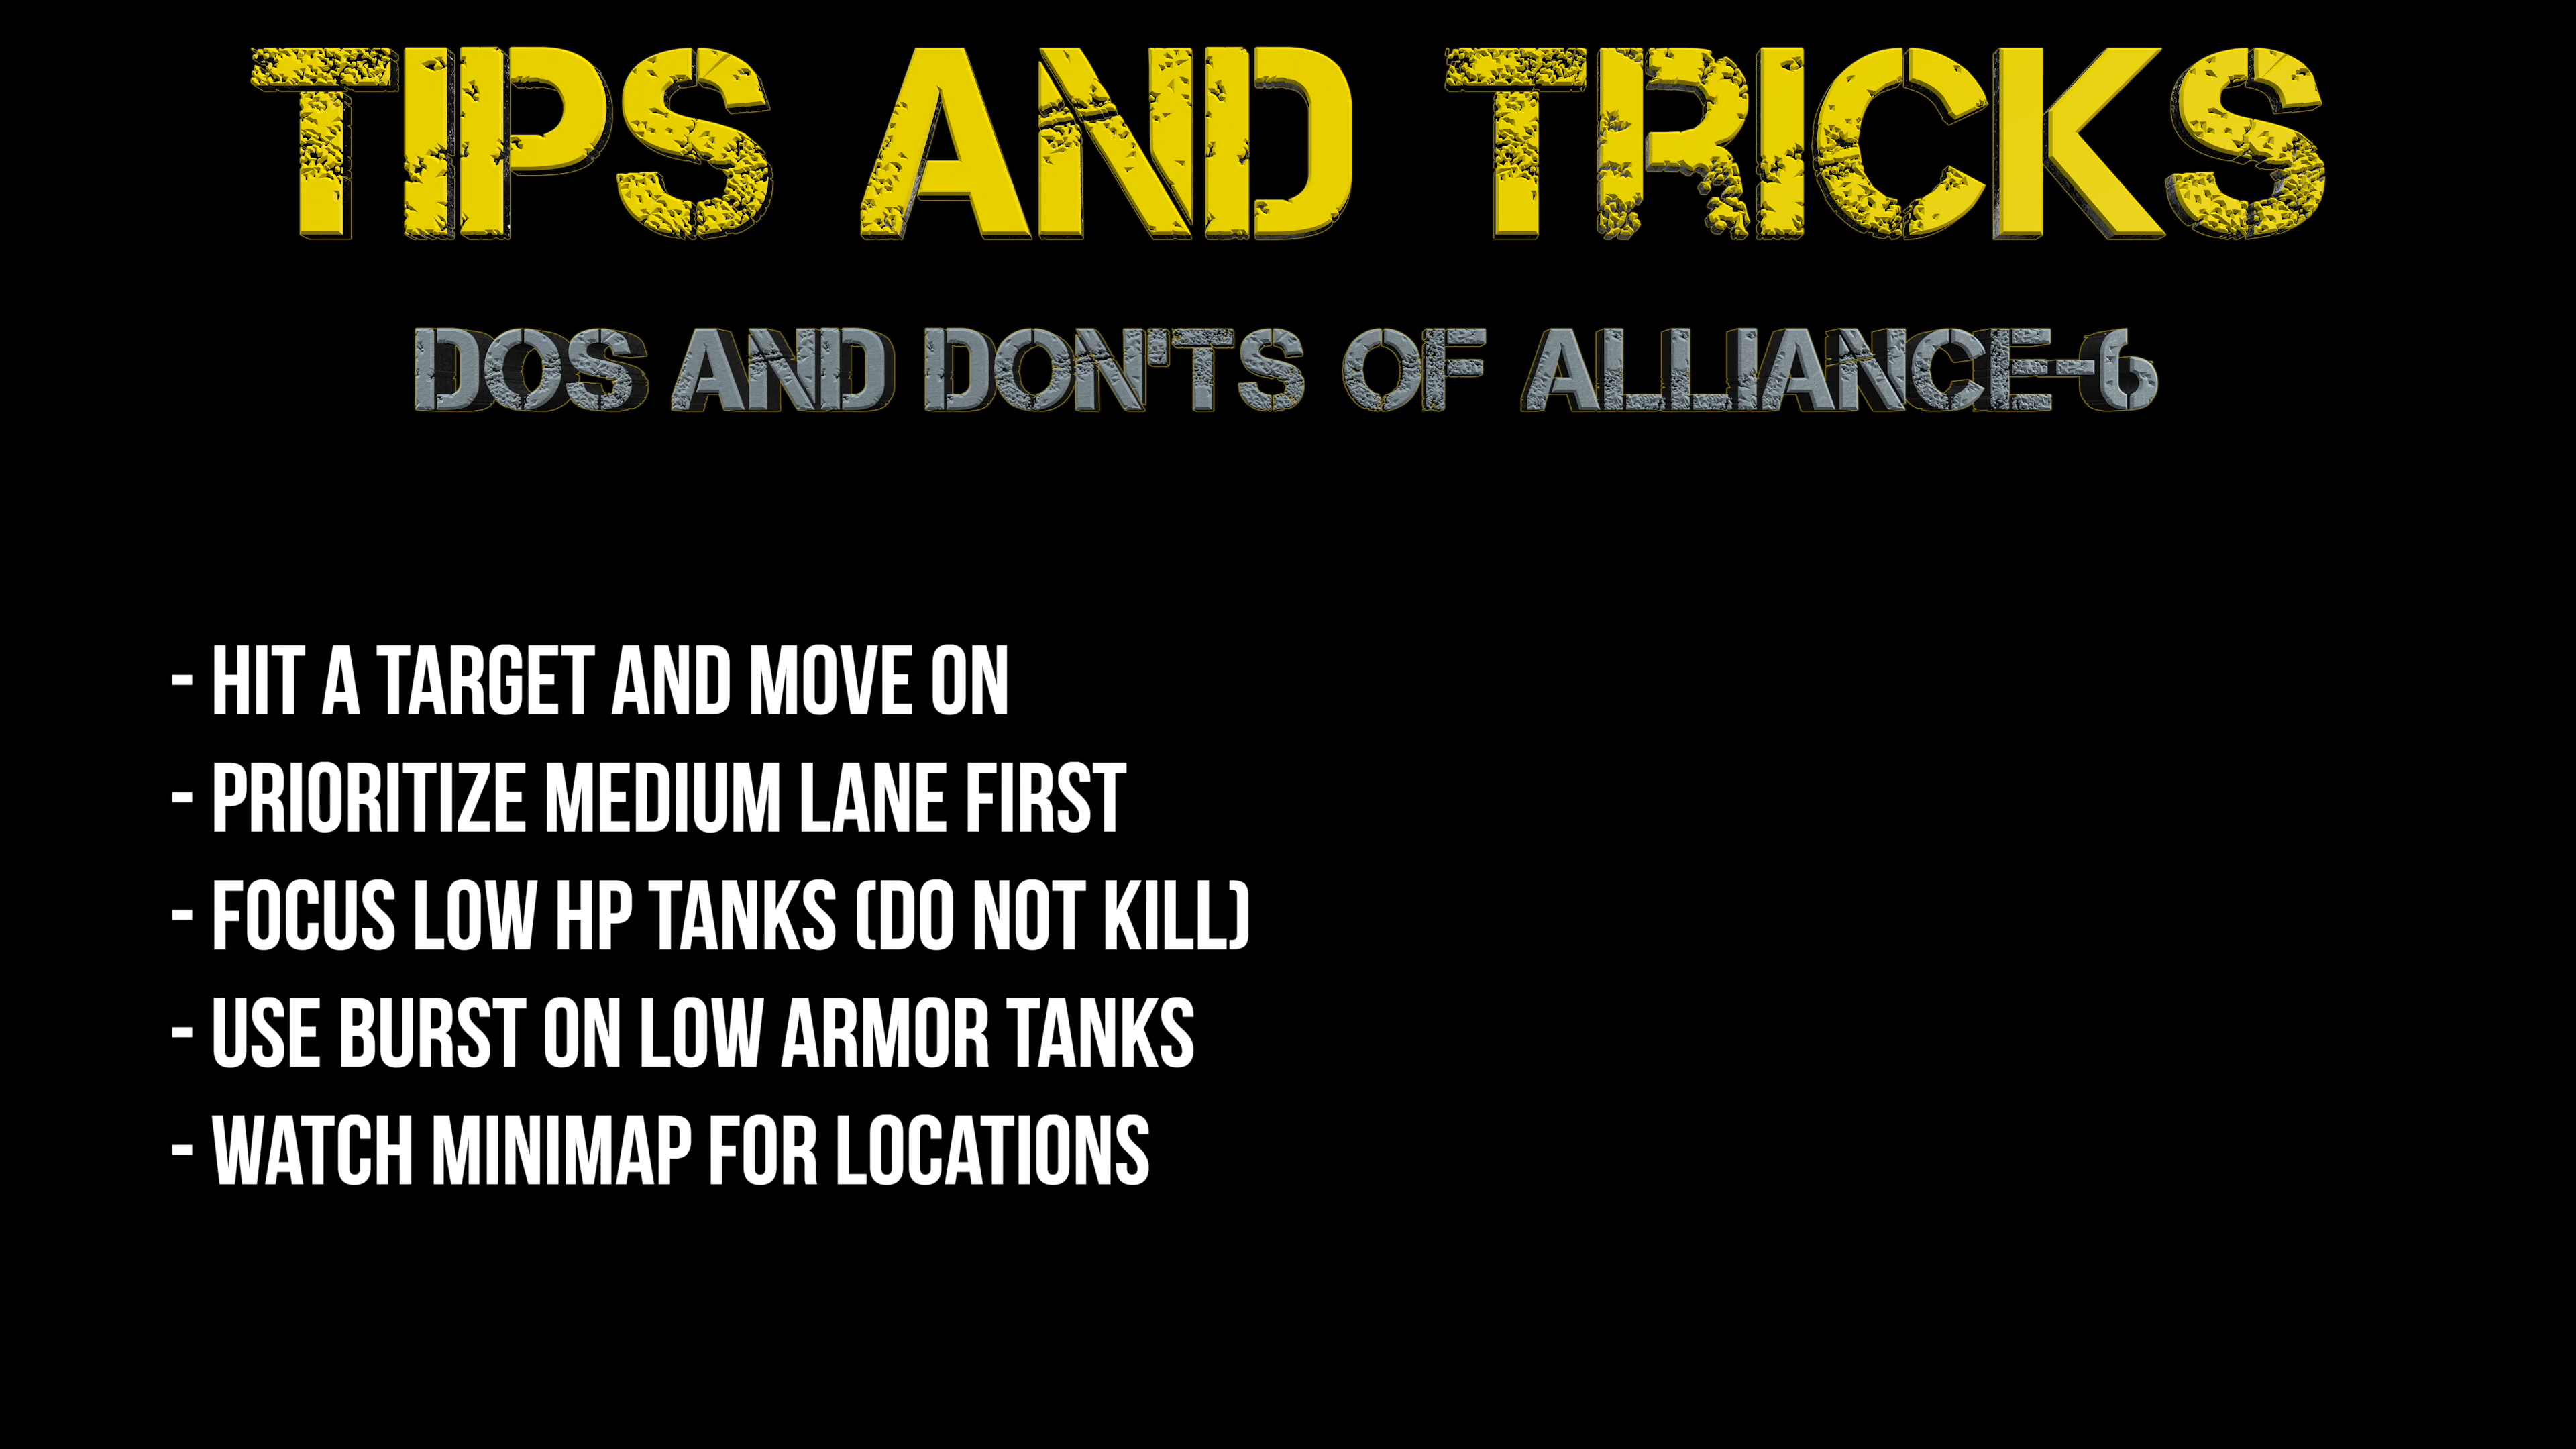 TIPS AND TRICKS
DOS AND DON'TS OF ALLIANCE-6
- HIT A TARGET AND MOVE ON
- PRIORITIZE MEDIUM LANE FIRST
- FOCUS LOW HP TANKS (DO NOT KILL)
- USE BURST ON LOW ARMOR TANKS
- WATCH MINIMAP FOR LOCATIONS